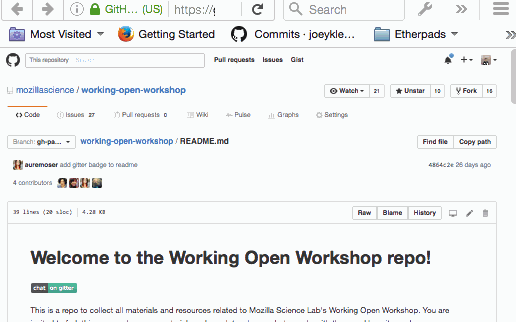 GitH... (US) https://g Search
Most Visited Getting Started Commits · joeykle... Etherpads
This repository Pull requests Issues Gist
mozillascience / working-open-workshop Watch 21 Unstar 10 Fork 16
Code Issues 27 Pull requests 0 Wiki Pulse Graphs Settings
Branch: gh-pa... working-open-workshop / README.md Find file Copy path
auremoser add gitter badge to readme 4864c2e 26 days ago
4 contributors
39 lines (20 sloc) 4.28 KB Raw Blame History
Welcome to the Working Open Workshop repo!
chat on gitter
This is a repo to collect all materials and resources related to Mozilla Science Lab's Working Open Workshop. You are